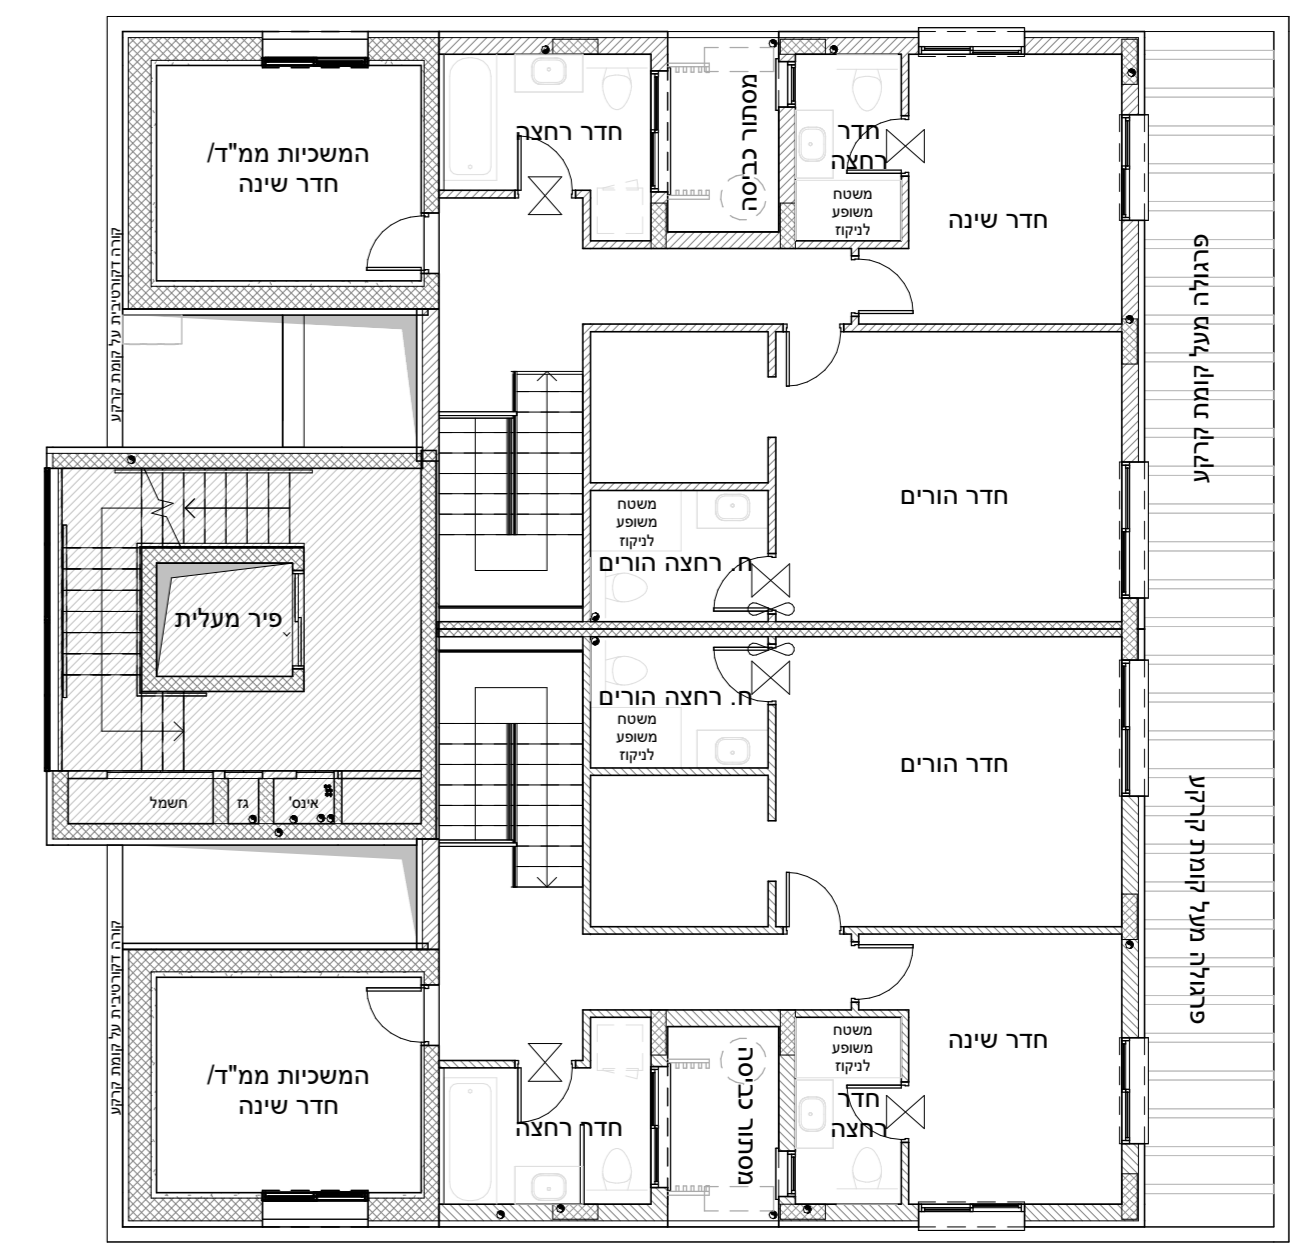 המשכיות ממ"ד/
חדר שינה
חדר רחצה
מסתור כביסה
חדר
רחצה
משטח
משופע
לניקוז
חדר שינה
פרגולה מעל קומת קרקע
קורה דקורטיבית על קומת קרקע
חדר הורים
משטח
משופע
לניקוז
ח. רחצה הורים
פיר מעלית
ח. רחצה הורים
משטח
משופע
לניקוז
חדר הורים
חשמל
גז
אינס'
פרגולה מעל קומת קרקע
קורה דקורטיבית על קומת קרקע
המשכיות ממ"ד/
חדר שינה
חדר רחצה
מסתור כביסה
משטח
משופע
לניקוז
חדר
רחצה
חדר שינה